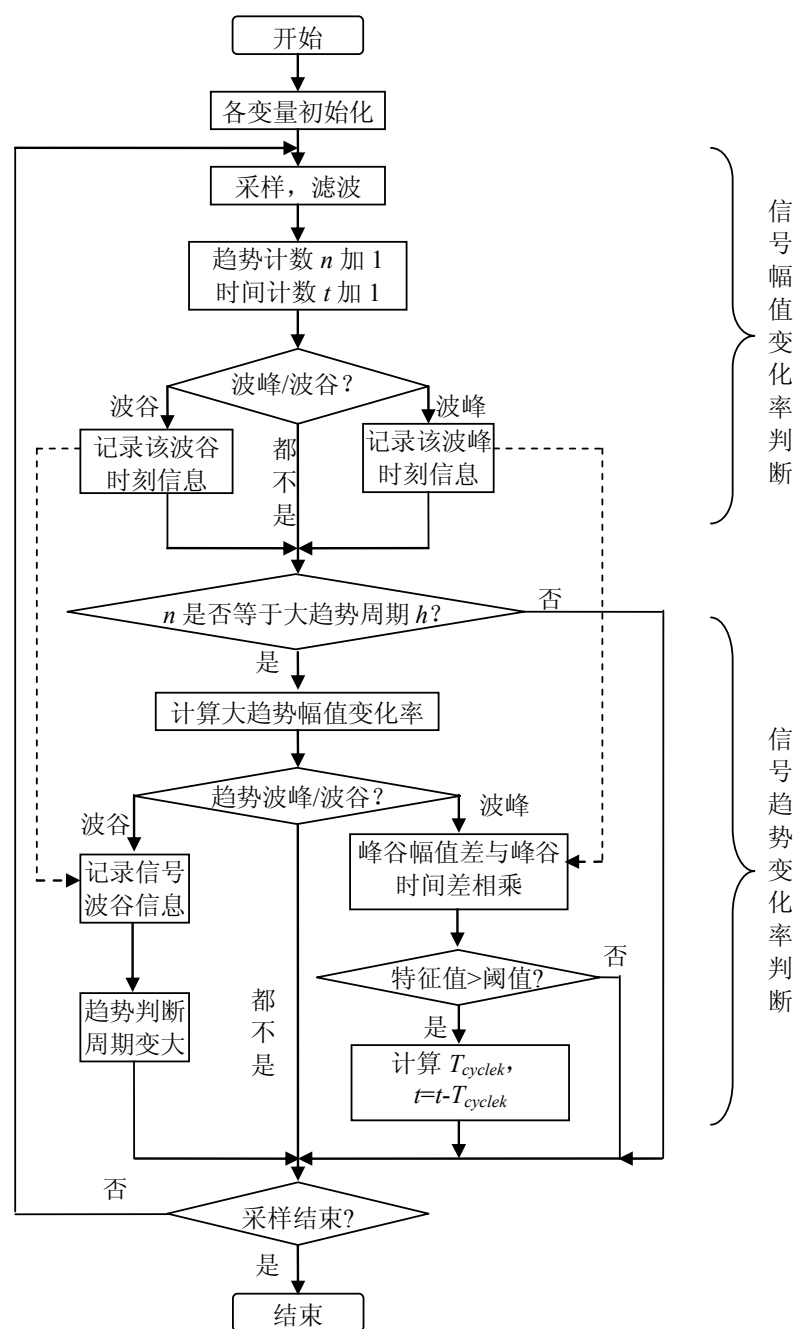 开始
各变量初始化
采样，滤波
趋势计数 n 加 1
时间计数 t 加 1
波峰/波谷？
波谷
波峰
记录该波谷
时刻信息
都不是
记录该波峰
时刻信息
信号幅值变化率判断
n 是否等于大趋势周期 h？
否
是
计算大趋势幅值变化率
趋势波峰/波谷？
波谷
波峰
记录信号
波谷信息
峰谷幅值差与峰谷
时间差相乘
特征值>阈值？
否
是
趋势判断
周期变大
都不是
计算 Tcyclek，
t=t-Tcyclek
信号趋势变化率判断
否
采样结束？
是
结束